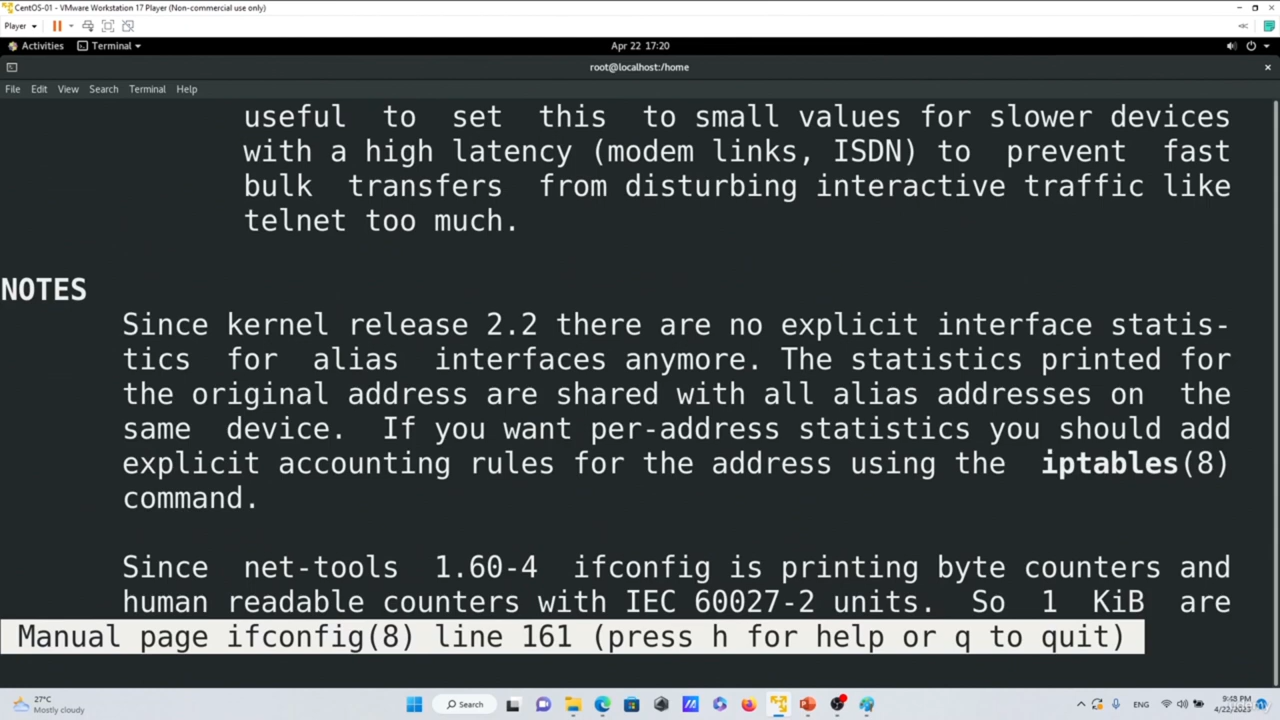 CentOS-01 - VMware Workstation 17 Player (Non-commercial use only)
Player
Activities Terminal Apr 22 17:20
root@localhost:/home
File Edit View Search Terminal Help
useful to set this to small values for slower devices
with a high latency (modem links, ISDN) to prevent fast
bulk transfers from disturbing interactive traffic like
telnet too much.
NOTES
Since kernel release 2.2 there are no explicit interface statis-
tics for alias interfaces anymore. The statistics printed for
the original address are shared with all alias addresses on the
same device. If you want per-address statistics you should add
explicit accounting rules for the address using the iptables(8)
command.
Since net-tools 1.60-4 ifconfig is printing byte counters and
human readable counters with IEC 60027-2 units. So 1 KiB are
Manual page ifconfig(8) line 161 (press h for help or q to quit)
27°C
Mostly cloudy
Search
ENG
9:48 PM
4/22/2023